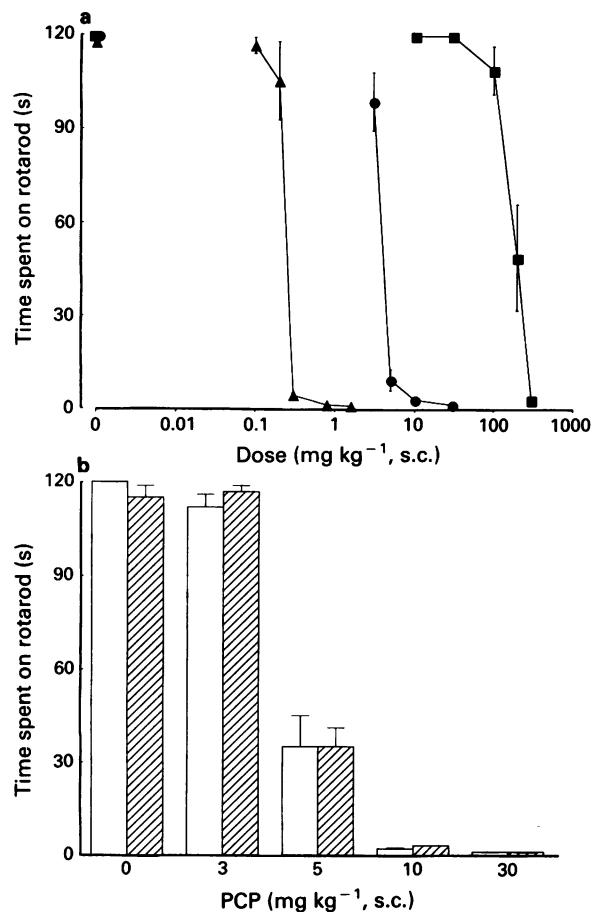 a
120
90
60
30
0
Time spent on rotarod (s)
0 0.01 0.1 1 10 100 1000
Dose (mg kg⁻¹, s.c.)
b
120
90
60
30
0
Time spent on rotarod (s)
0 3 5 10 30
PCP (mg kg⁻¹, s.c.)